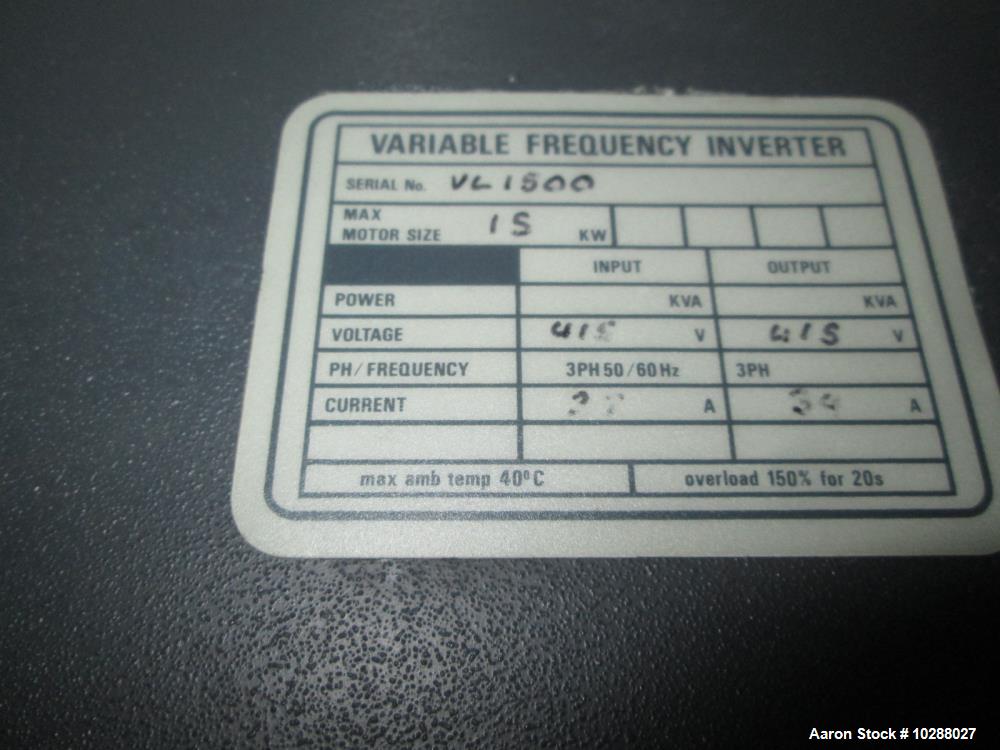 VARIABLE FREQUENCY INVERTER
SERIAL No. VL1500
MAX
MOTOR SIZE 15 KW
INPUT OUTPUT
POWER KVA KVA
VOLTAGE 415 V 415 V
PH/FREQUENCY 3PH 50/60Hz 3PH
CURRENT A A
max amb temp 40°C overload 150% for 20s
Aaron Stock # 10288027